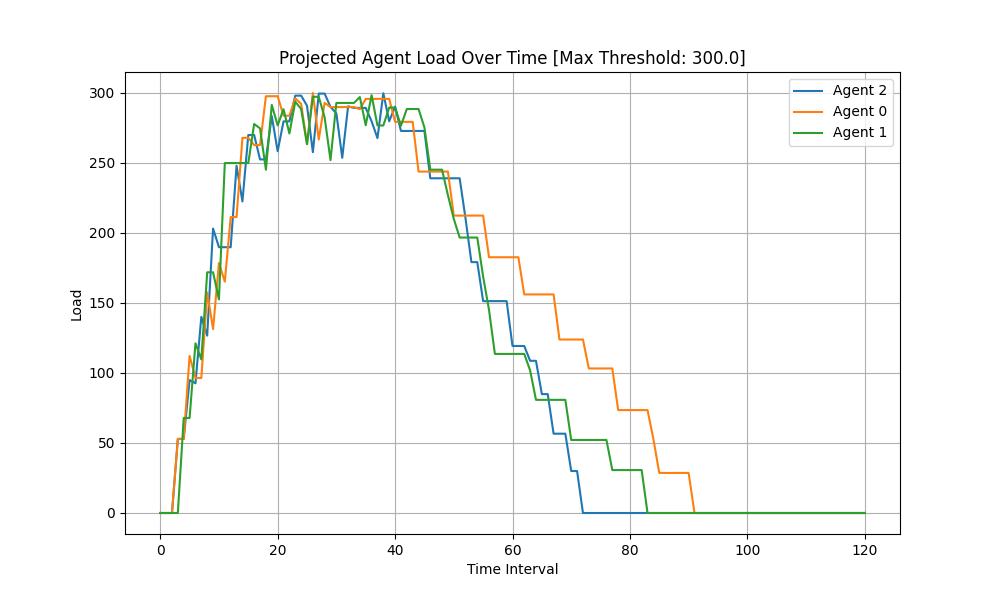 Projected Agent Load Over Time [Max Threshold: 300.0]
Agent 2
Agent 0
Agent 1
Load
300
250
200
150
100
50
0
0 20 40 60 80 100 120
Time Interval